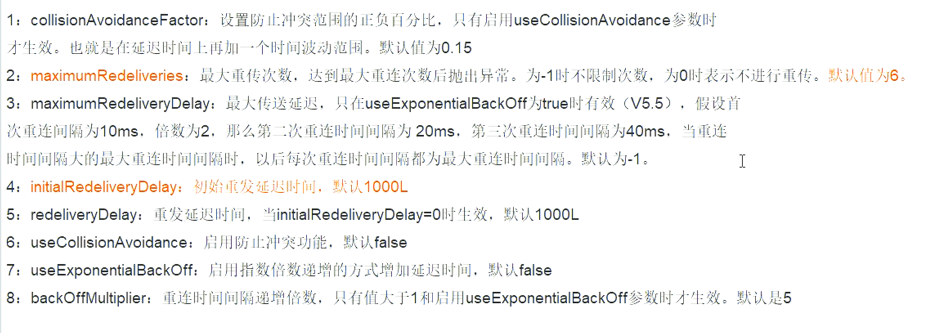 1：collisionAvoidanceFactor：设置防止冲突范围的正负百分比，只有启用useCollisionAvoidance参数时
才生效。也就是在延迟时间上再加一个时间波动范围。默认值为0.15
2：maximumRedeliveries：最大重传次数，达到最大重连次数后抛出异常。为-1时不限制次数，为0时表示不进行重传。默认值为6。
3：maximumRedeliveryDelay：最大传送延迟，只在useExponentialBackOff为true时有效（V5.5），假设首
次重连间隔为10ms，倍数为2，那么第二次重连时间间隔为 20ms，第三次重连时间间隔为40ms，当重连
时间间隔大的最大重连时间间隔时，以后每次重连时间间隔都为最大重连时间间隔。默认为-1。
4：initialRedeliveryDelay：初始重发延迟时间，默认1000L
5：redeliveryDelay：重发延迟时间，当initialRedeliveryDelay=0时生效，默认1000L
6：useCollisionAvoidance：启用防止冲突功能，默认false
7：useExponentialBackOff：启用指数倍数递增的方式增加延迟时间，默认false
8：backOffMultiplier：重连时间间隔递增倍数，只有值大于1和启用useExponentialBackOff参数时才生效。默认是5